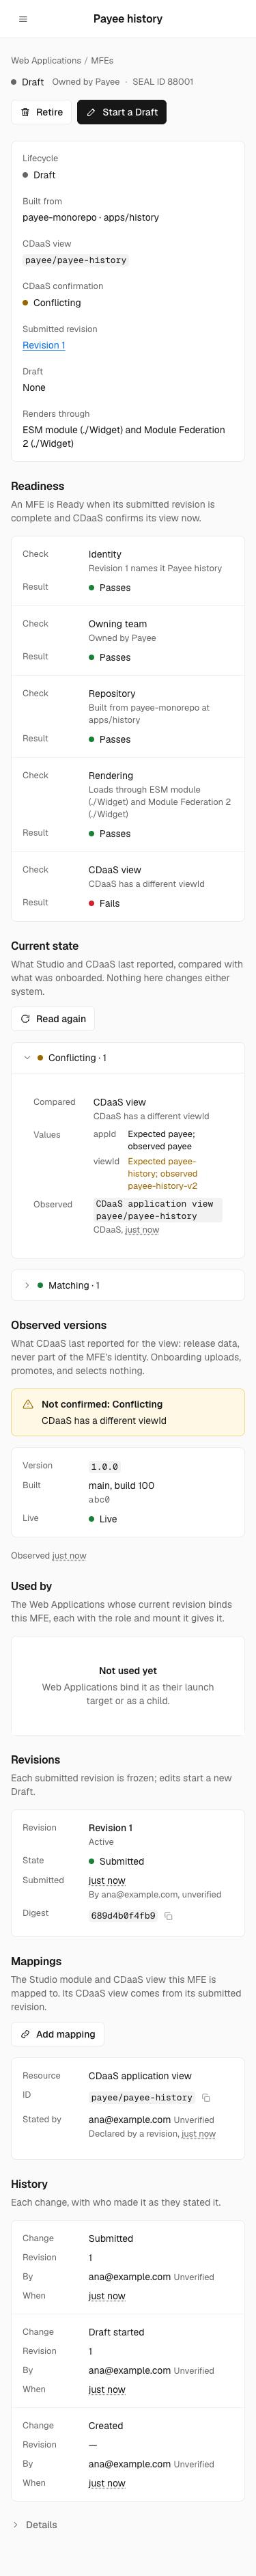 Payee history
Web Applications / MFEs
Draft Owned by Payee · SEAL ID 88001
Retire
Start a Draft
Lifecycle
Draft
Built from
payee-monorepo · apps/history
CDaaS view
payee/payee-history
CDaaS confirmation
Conflicting
Submitted revision
Revision 1
Draft
None
Renders through
ESM module (./Widget) and Module Federation
2 (./Widget)
Readiness
An MFE is Ready when its submitted revision is
complete and CDaaS confirms its view now.
Check Identity
Revision 1 names it Payee history
Result Passes
Check Owning team
Owned by Payee
Result Passes
Check Repository
Built from payee-monorepo at
apps/history
Result Passes
Check Rendering
Loads through ESM module
(./Widget) and Module Federation 2
(./Widget)
Result Passes
Check CDaaS view
CDaaS has a different viewId
Result Fails
Current state
What Studio and CDaaS last reported, compared with
what was onboarded. Nothing here changes either
system.
Read again
Conflicting · 1
Compared CDaaS view
CDaaS has a different viewId
Values appId Expected payee;
observed payee
viewId Expected payee-
history; observed
payee-history-v2
Observed CDaaS application view
payee/payee-history
CDaaS, just now
Matching · 1
Observed versions
What CDaaS last reported for the view: release data,
never part of the MFE's identity. Onboarding uploads,
promotes, and selects nothing.
Not confirmed: Conflicting
CDaaS has a different viewId
Version 1.0.0
Built main, build 100
abc0
Live Live
Observed just now
Used by
The Web Applications whose current revision binds
this MFE, each with the role and mount it gives it.
Not used yet
Web Applications bind it as their launch
target or as a child.
Revisions
Each submitted revision is frozen; edits start a new
Draft.
Revision Revision 1
Active
State Submitted
Submitted just now
By ana@example.com, unverified
Digest 689d4b0f4fb9
Mappings
The Studio module and CDaaS view this MFE is
mapped to. Its CDaaS view comes from its submitted
revision.
Add mapping
Resource CDaaS application view
ID payee/payee-history
Stated by ana@example.com Unverified
Declared by a revision, just now
History
Each change, with who made it as they stated it.
Change Submitted
Revision 1
By ana@example.com Unverified
When just now
Change Draft started
Revision 1
By ana@example.com Unverified
When just now
Change Created
Revision —
By ana@example.com Unverified
When just now
Details